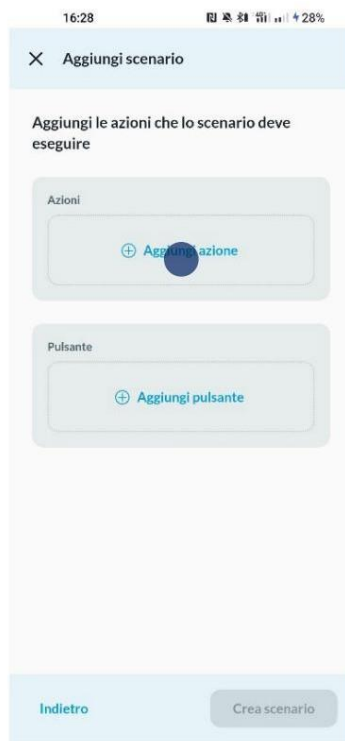 16:28 28%
Aggiungi scenario
Aggiungi le azioni che lo scenario deve
eseguire
Azioni
Aggiungi azione
Pulsante
Aggiungi pulsante
Indietro Crea scenario